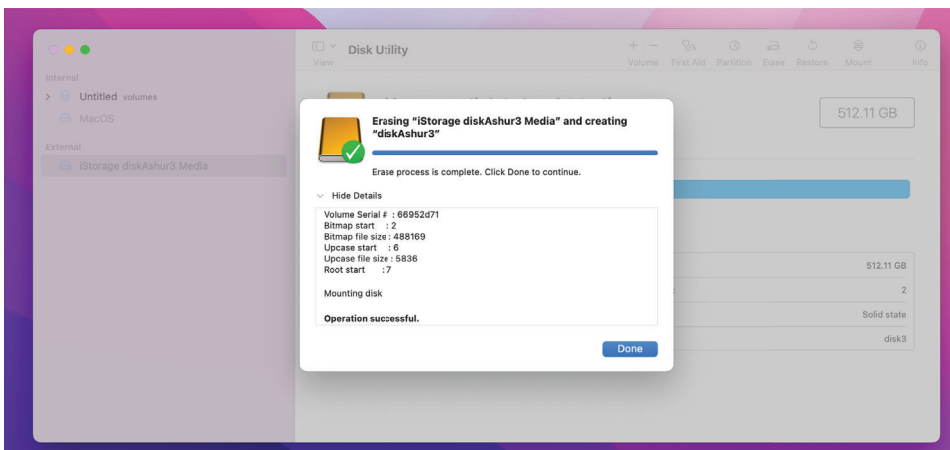 Disk Utility
View
Volume First Aid Partition Erase Restore Mount Info
Internal
Untitled volumes
MacOS
External
iStorage diskAshur3 Media
512.11 GB
Erasing "iStorage diskAshur3 Media" and creating
"diskAshur3"
Erase process is complete. Click Done to continue.
Hide Details
Volume Serial # : 66952d71
Bitmap start : 2
Bitmap file size : 488169
Upcase start : 6
Upcase file size : 5836
Root start :7
Mounting disk
Operation successful.
Done
512.11 GB
2
Solid state
disk3